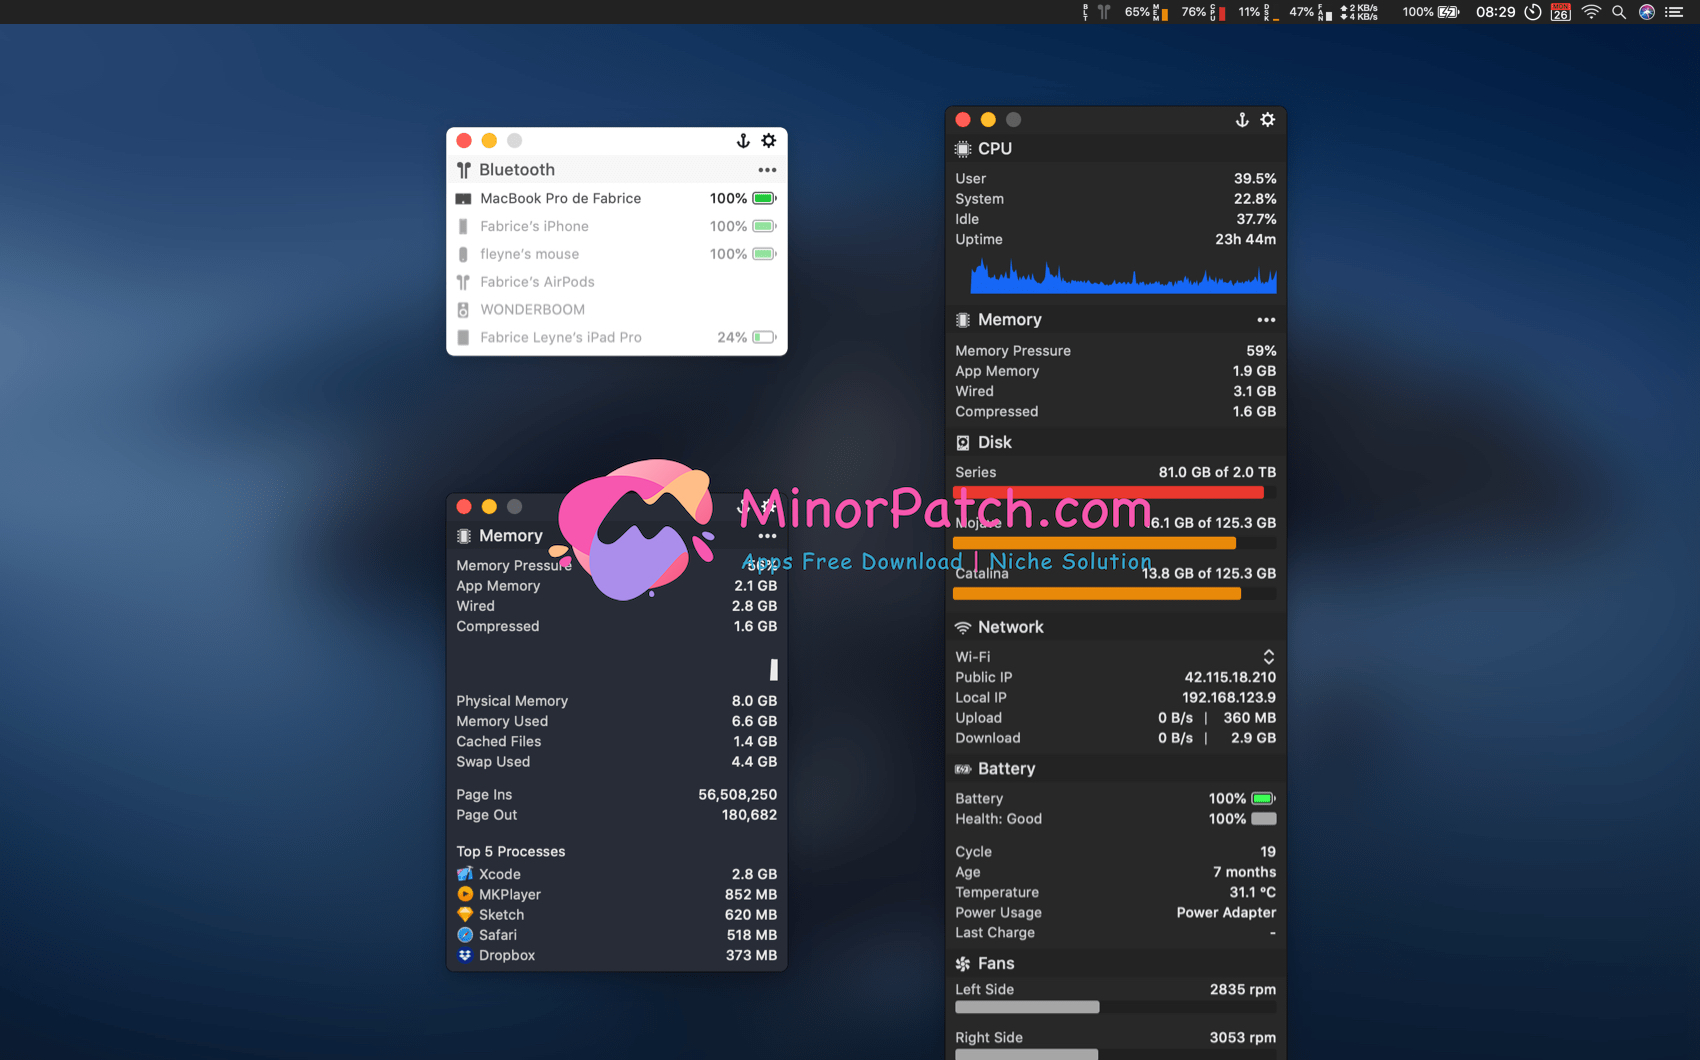 BLT 65% MEM 76% CPU 11% DSK 47% FAN 2 KB/s 4 KB/s 100% 08:29 MON 26
Bluetooth
MacBook Pro de Fabrice 100%
Fabrice's iPhone 100%
fleyne's mouse 100%
Fabrice's AirPods
WONDERBOOM
Fabrice Leyne's iPad Pro 24%
Memory
Memory Pressure 56%
App Memory 2.1 GB
Wired 2.8 GB
Compressed 1.6 GB
Physical Memory 8.0 GB
Memory Used 6.6 GB
Cached Files 1.4 GB
Swap Used 4.4 GB
Page Ins 56,508,250
Page Out 180,682
Top 5 Processes
Xcode 2.8 GB
MKPlayer 852 MB
Sketch 620 MB
Safari 518 MB
Dropbox 373 MB
MinorPatch.com
Apps Free Download | Niche Solution
CPU
User 39.5%
System 22.8%
Idle 37.7%
Uptime 23h 44m
Memory
Memory Pressure 59%
App Memory 1.9 GB
Wired 3.1 GB
Compressed 1.6 GB
Disk
Series 81.0 GB of 2.0 TB
Mojave 6.1 GB of 125.3 GB
Catalina 13.8 GB of 125.3 GB
Network
Wi-Fi
Public IP 42.115.18.210
Local IP 192.168.123.9
Upload 0 B/s | 360 MB
Download 0 B/s | 2.9 GB
Battery
Battery 100%
Health: Good 100%
Cycle 19
Age 7 months
Temperature 31.1 °C
Power Usage Power Adapter
Last Charge -
Fans
Left Side 2835 rpm
Right Side 3053 rpm